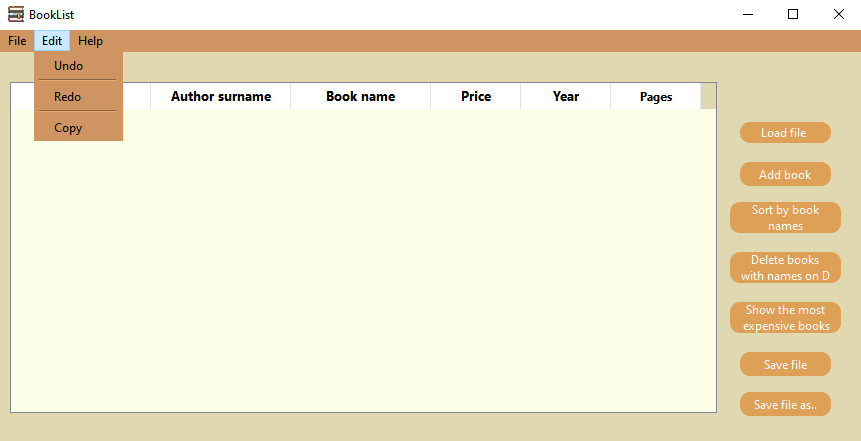 BookList
File Edit Help
Undo
Redo
Copy
Author surname Book name Price Year Pages
Load file
Add book
Sort by book
names
Delete books
with names on D
Show the most
expensive books
Save file
Save file as..